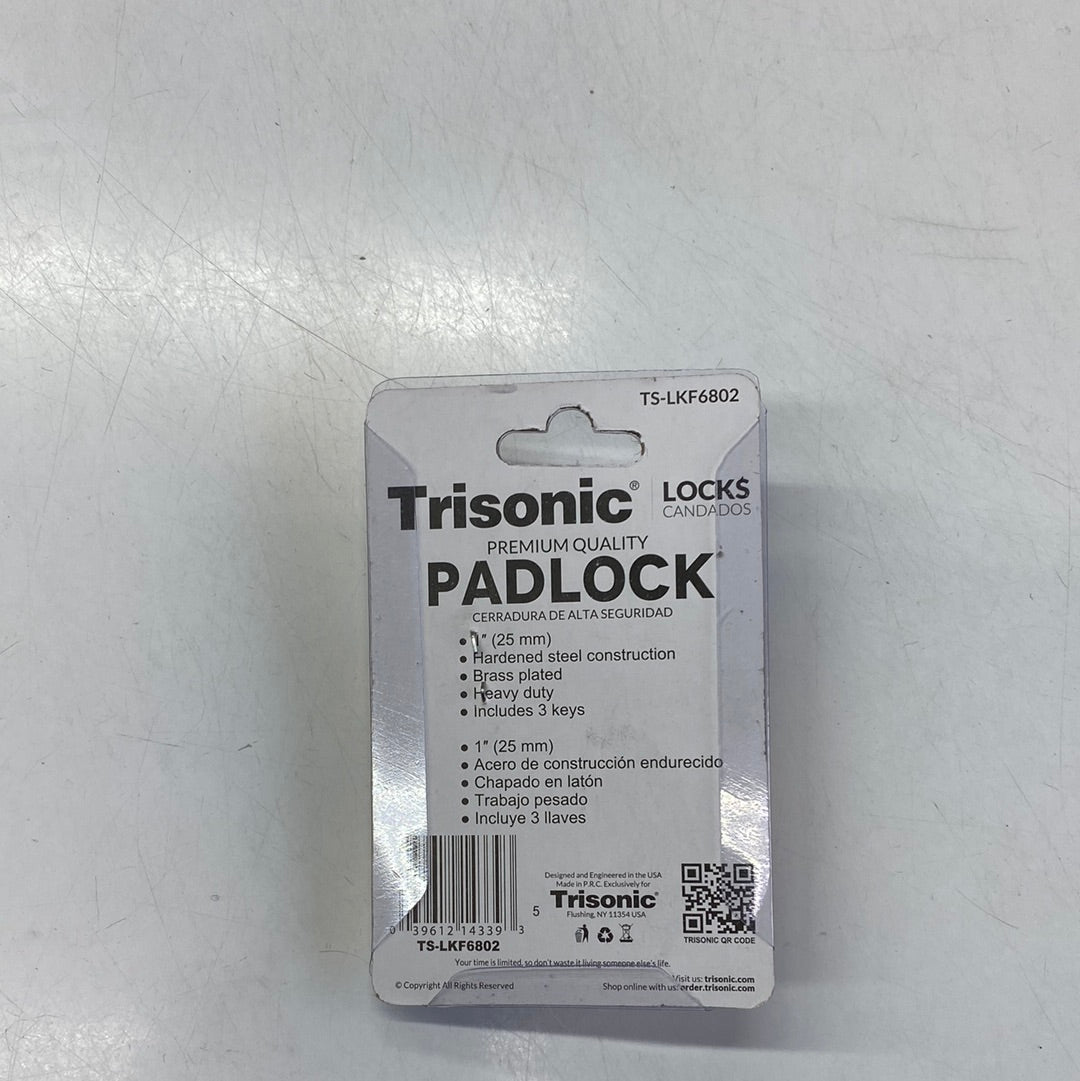 TS-LKF6802
Trisonic® LOCK$
CANDADOS
PREMIUM QUALITY
PADLOCK
CERRADURA DE ALTA SEGURIDAD
• 1″ (25 mm)
• Hardened steel construction
• Brass plated
• Heavy duty
• Includes 3 keys
• 1″ (25 mm)
• Acero de construcción endurecido
• Chapado en latón
• Trabajo pesado
• Incluye 3 llaves
Designed and Engineered in the USA
Made in P.R.C. Exclusively for
Trisonic®
Flushing, NY 11354 USA
5
0 39612 14339 3
TS-LKF6802
TRISONIC QR CODE
Your time is limited, so don't waste it living someone else's life.
Visit us: trisonic.com
© Copyright All Rights Reserved
Shop online with us: order.trisonic.com